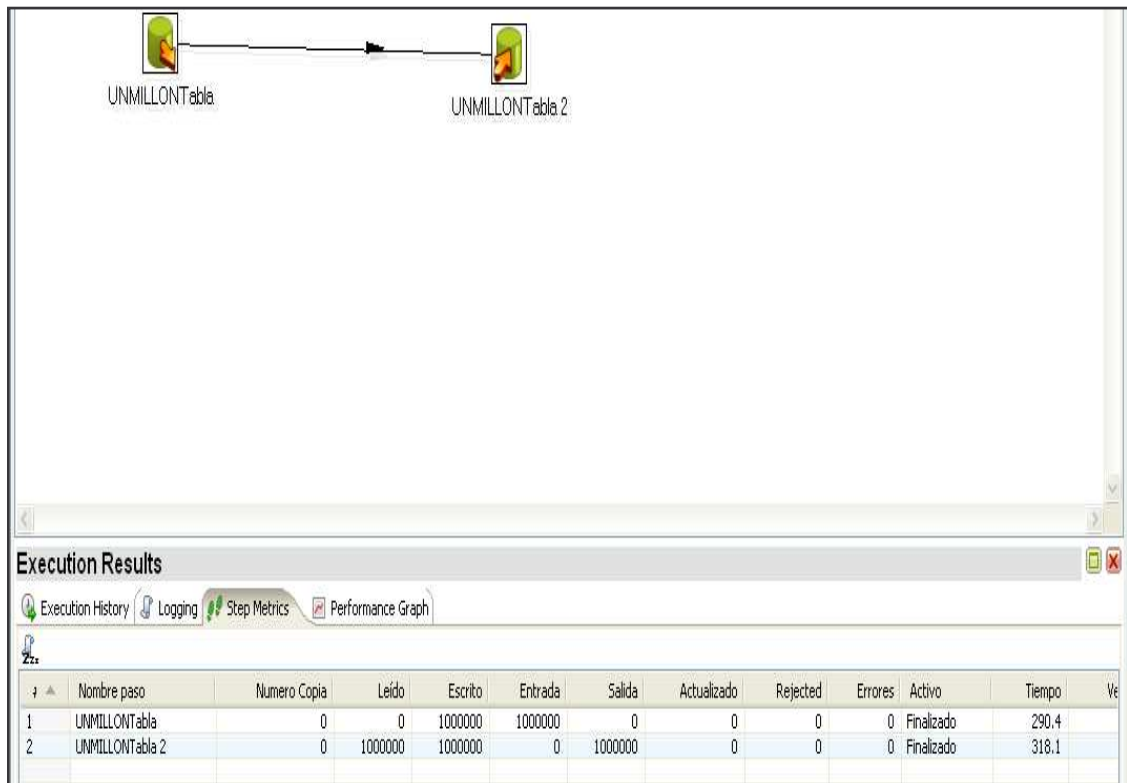 UNMILLONTabla
UNMILLONTabla 2
Execution Results
Execution History Logging Step Metrics Performance Graph
Nombre paso Numero Copia Leído Escrito Entrada Salida Actualizado Rejected Errores Activo Tiempo Ve
1 UNMILLONTabla 0 0 1000000 1000000 0 0 0 0 Finalizado 290.4
2 UNMILLONTabla 2 0 1000000 1000000 0 1000000 0 0 0 Finalizado 318.1